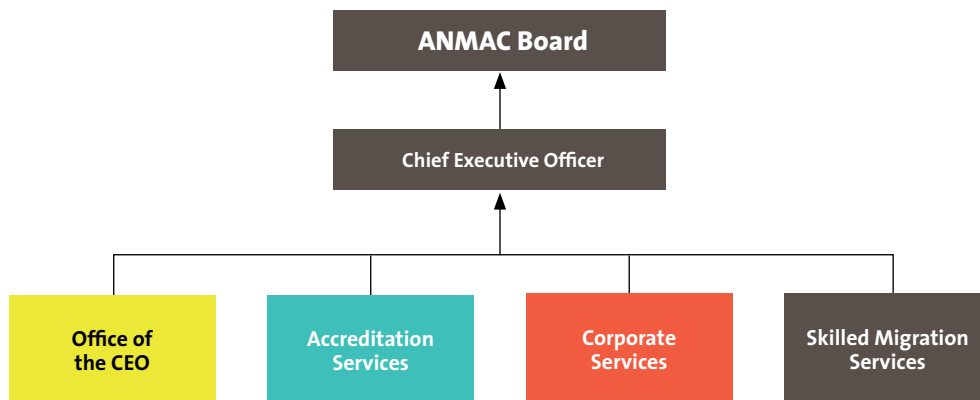 ANMAC Board
Chief Executive Officer
Office of
the CEO
Accreditation
Services
Corporate
Services
Skilled Migration
Services